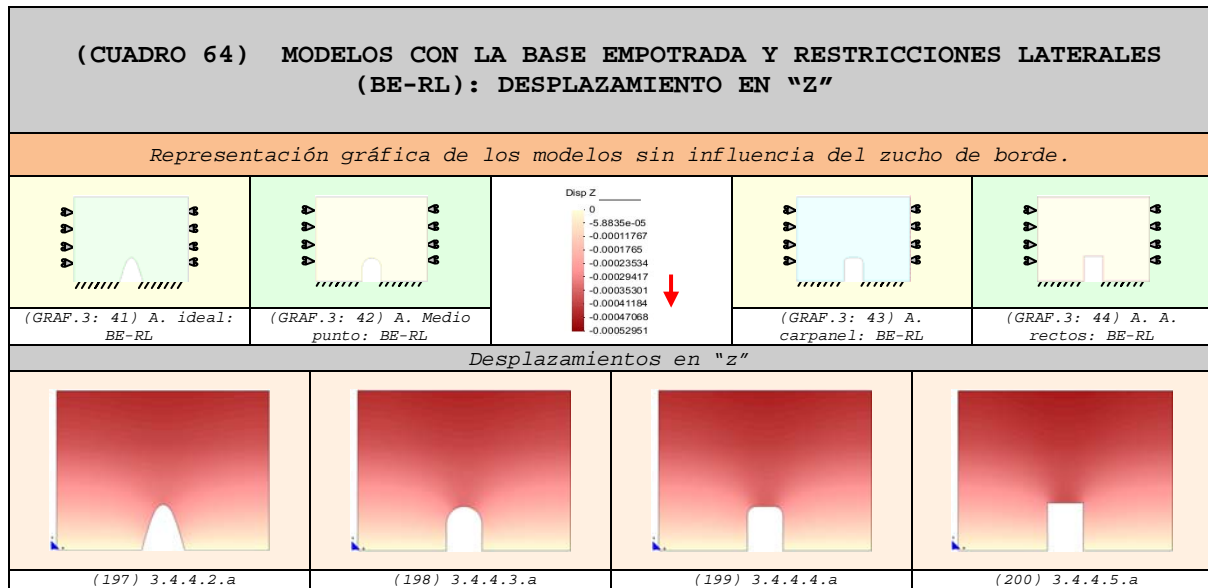 (CUADRO 64) MODELOS CON LA BASE EMPOTRADA Y RESTRICCIONES LATERALES
(BE-RL): DESPLAZAMIENTO EN “Z”
Representación gráfica de los modelos sin influencia del zucho de borde.
Disp Z
0
-5.8835e-05
-0.00011767
-0.0001765
-0.00023534
-0.00029417
-0.00035301
-0.00041184
-0.00047068
-0.00052951
(GRAF.3: 41) A. ideal:
BE-RL
(GRAF.3: 42) A. Medio
punto: BE-RL
(GRAF.3: 43) A.
carpanel: BE-RL
(GRAF.3: 44) A. A.
rectos: BE-RL
Desplazamientos en “z”
(197) 3.4.4.2.a
(198) 3.4.4.3.a
(199) 3.4.4.4.a
(200) 3.4.4.5.a